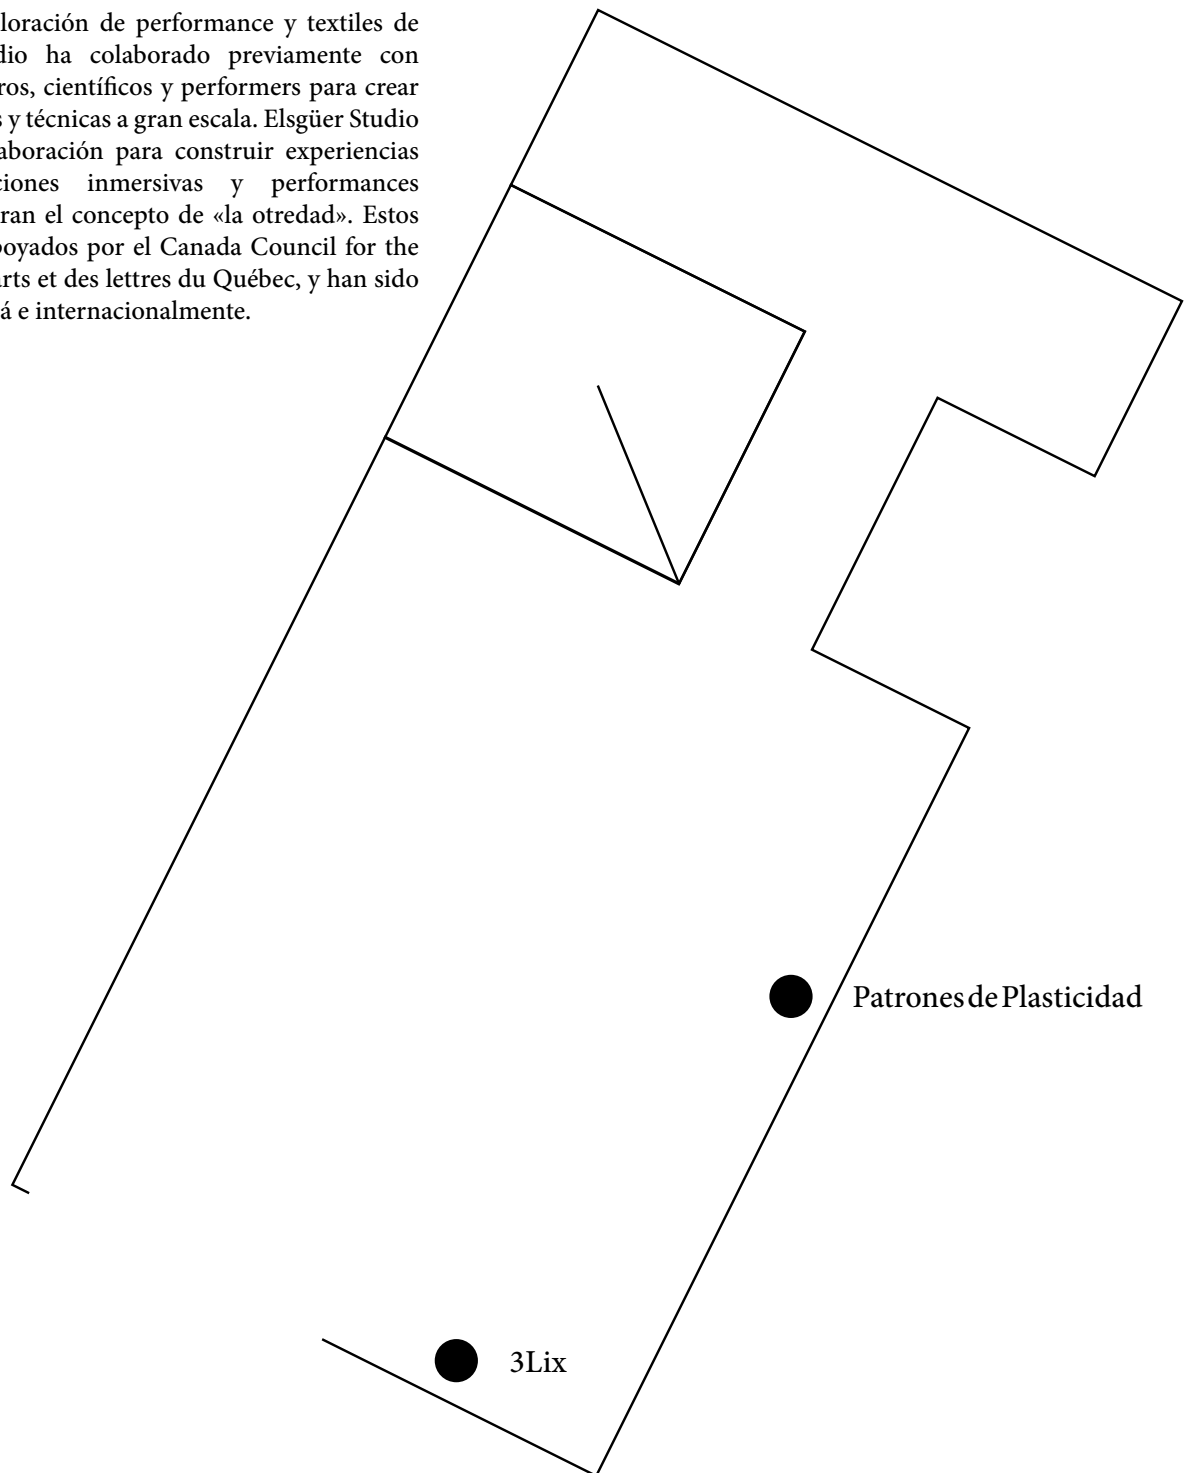 loración de performance y textiles de
dio ha colaborado previamente con
ros, científicos y performers para crear
s y técnicas a gran escala. Elsgüer Studio
aboración para construir experiencias
ciones inmersivas y performances
ran el concepto de «la otredad». Estos
poyados por el Canada Council for the
arts et des lettres du Québec, y han sido
á e internacionalmente.
Patrones de Plasticidad
3Lix